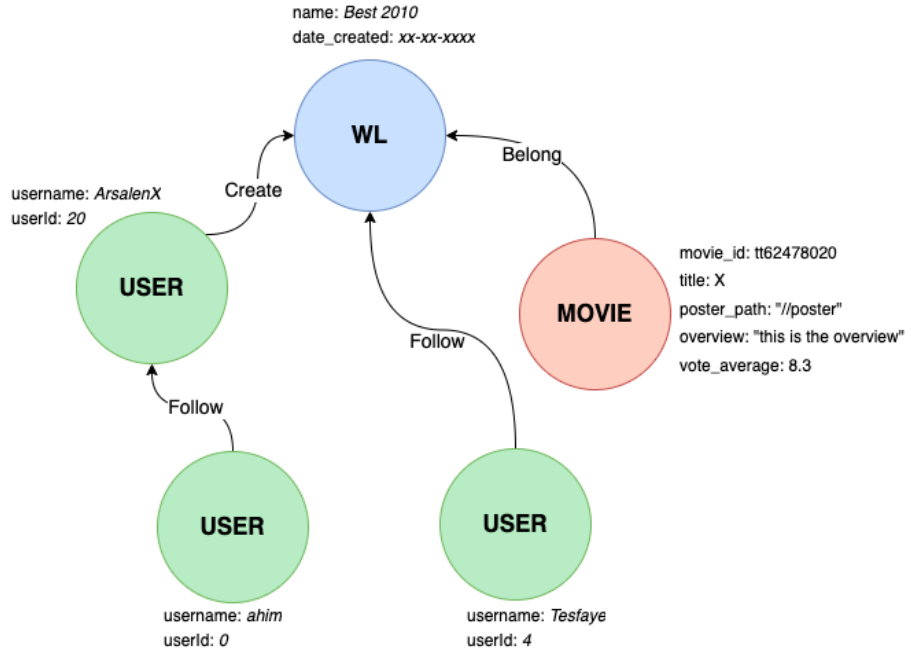 name: Best 2010
date_created: xx-xx-xxxx
WL
Belong
Create
username: ArsalenX
userId: 20
USER
movie_id: tt62478020
title: X
poster_path: "//poster"
overview: "this is the overview"
vote_average: 8.3
MOVIE
Follow
Follow
USER
USER
username: ahim
userId: 0
username: Tesfaye
userId: 4